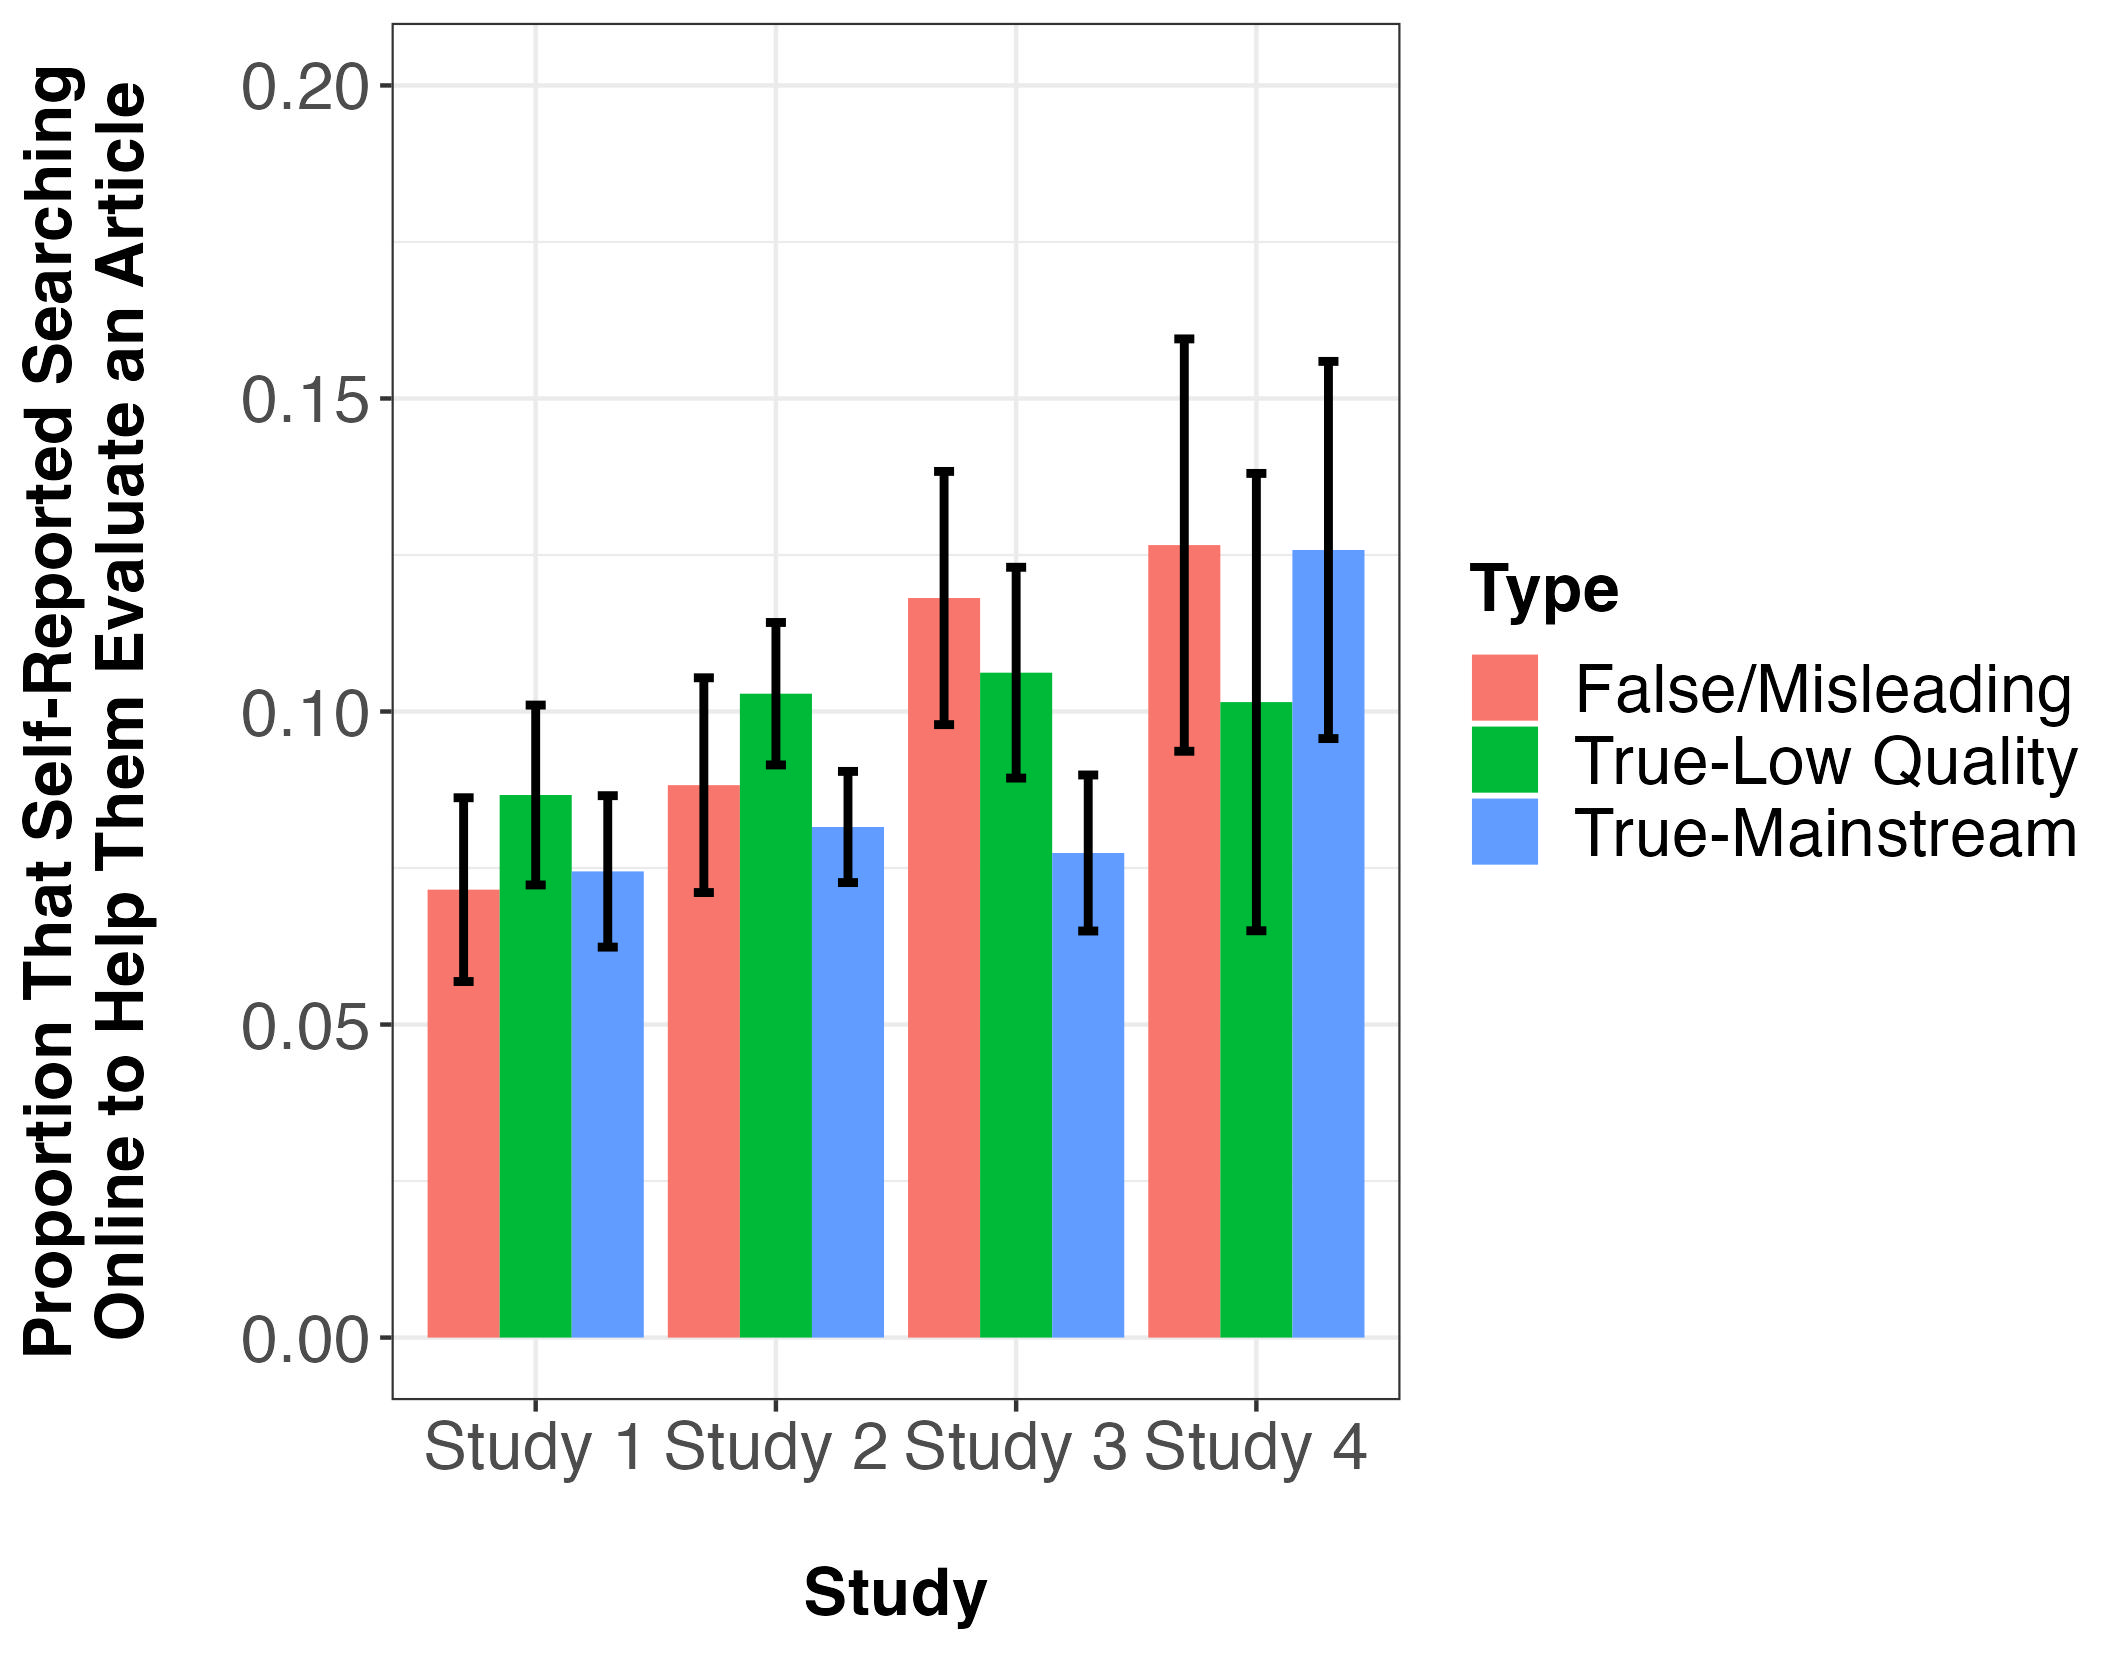 Proportion That Self-Reported Searching
Online to Help Them Evaluate an Article
0.20
0.15
0.10
0.05
0.00
Study 1
Study 2
Study 3
Study 4
Study
Type
False/Misleading
True-Low Quality
True-Mainstream